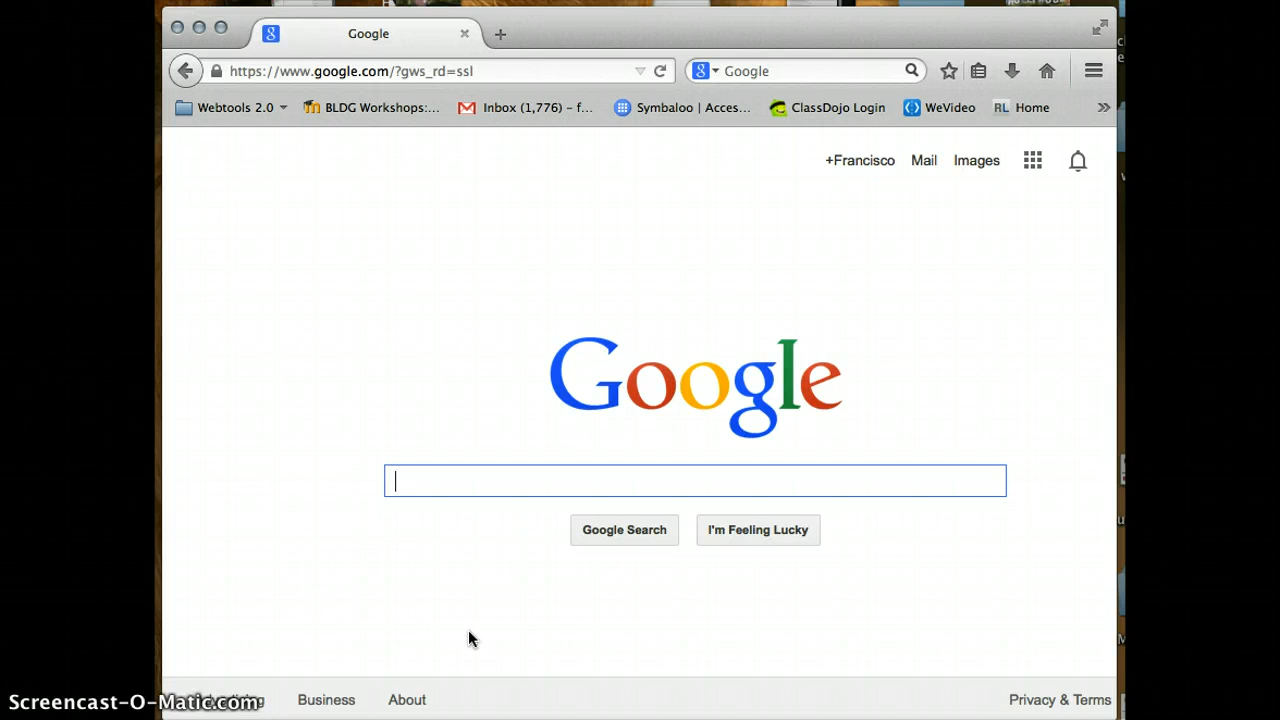 Google
https://www.google.com/?gws_rd=ssl
Google
Webtools 2.0 BLDG Workshops:... Inbox (1,776) – f... Symbaloo | Acces... ClassDojo Login WeVideo RL Home
+Francisco Mail Images
Google
Google Search I'm Feeling Lucky
Business About Privacy & Terms
Screencast-O-Matic.com